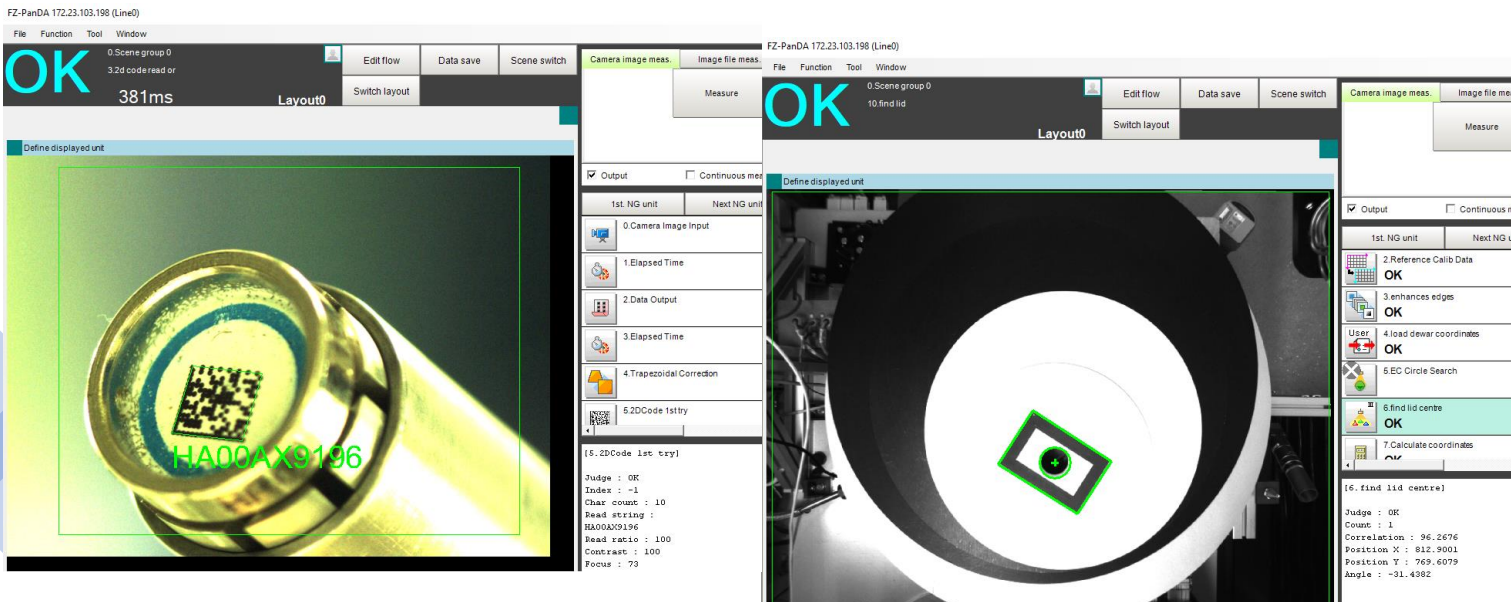 FZ-PanDA 172.23.103.198 (Line0)
File Function Tool Window
OK
0.Scene group 0
3.2d code read or
381ms
Layout0
Edit flow
Data save
Scene switch
Switch layout
Camera image meas.
Image file meas.
Measure
Define displayed unit
Output
Continuous mea
1st. NG unit
Next NG unit
0.Camera Image Input
1.Elapsed Time
2.Data Output
3.Elapsed Time
4.Trapezoidal Correction
5.2DCode 1st try
HA00AX9196
[5.2DCode 1st try]
Judge : OK
Index : -1
Char count : 10
Read string :
HA00AX9196
Read ratio : 100
Contrast : 100
Focus : 73
FZ-PanDA 172.23.103.198 (Line0)
File Function Tool Window
OK
0.Scene group 0
10.find lid
Layout0
Edit flow
Data save
Scene switch
Switch layout
Camera image meas.
Image file mea
Measure
Define displayed unit
Output
Continuous m
1st. NG unit
Next NG u
2.Reference Calib Data
OK
3.enhances edges
OK
User
4.load dewar coordinates
OK
5.EC Circle Search
6.find lid centre
OK
7.Calculate coordinates
OK
[6.find lid centre]
Judge : OK
Count : 1
Correlation : 96.2676
Position X : 812.9001
Position Y : 769.6079
Angle : -31.4382